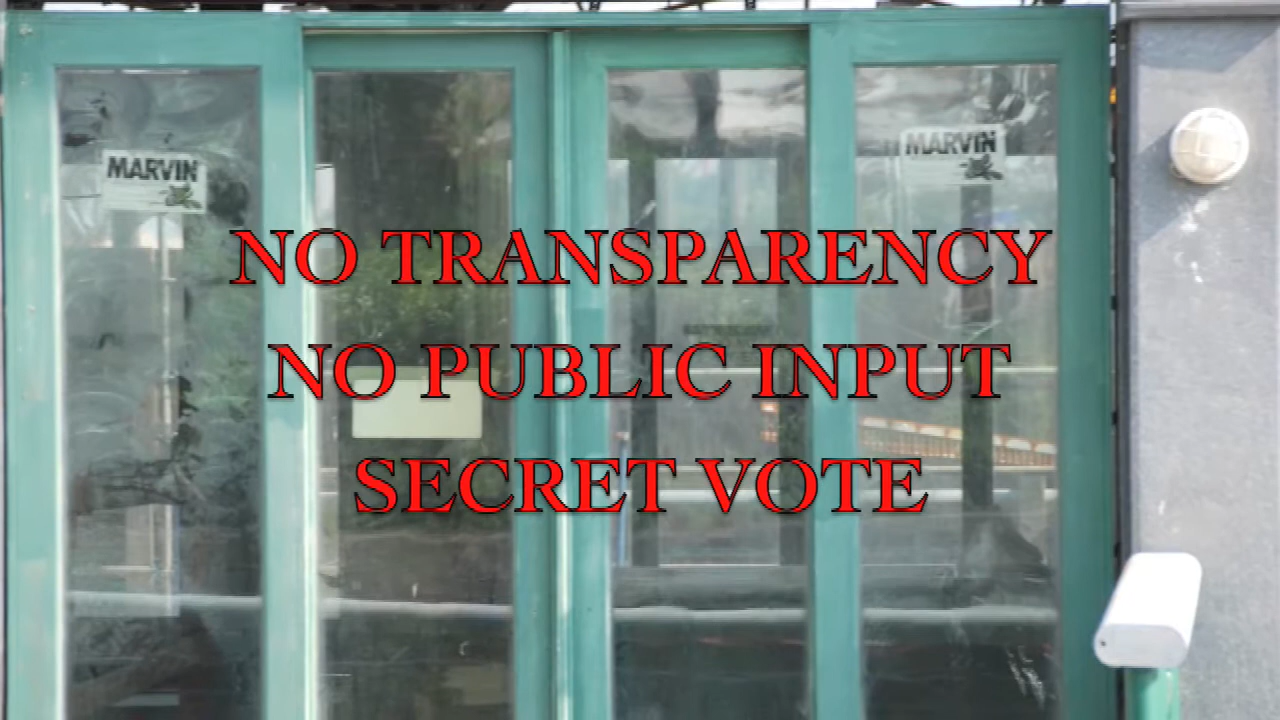 MARVIN
MARVIN
NO TRANSPARENCY
NO PUBLIC INPUT
SECRET VOTE